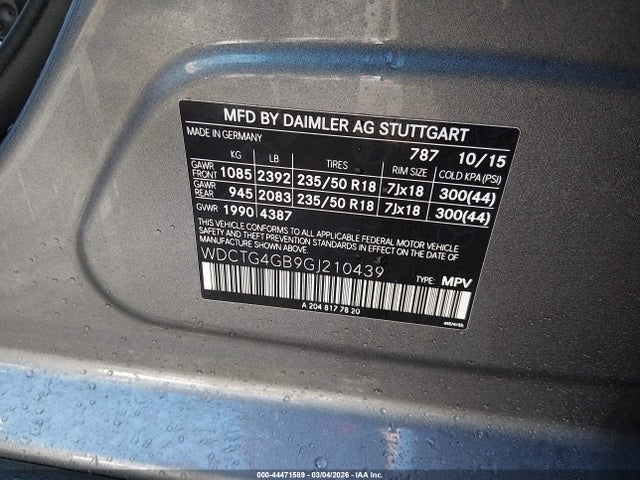 MFD BY DAIMLER AG STUTTGART
MADE IN GERMANY 787 10/15
KG LB TIRES RIM SIZE COLD KPA (PSI)
GAWR FRONT 1085 2392 235/50 R18 7Jx18 300(44)
GAWR REAR 945 2083 235/50 R18 7Jx18 300(44)
GVWR 1990 4387
THIS VEHICLE CONFORMS TO ALL APPLICABLE FEDERAL MOTOR VEHICLE
SAFETY AND THEFT PREVENTION STANDARDS IN EFFECT ON THE DATE OF
MANUFACTURE SHOWN ABOVE.
WDCTG4GB9GJ210439 TYPE: MPV
A 204 817 78 20
000-44471589 | 03/04/2026 | IAA Inc.